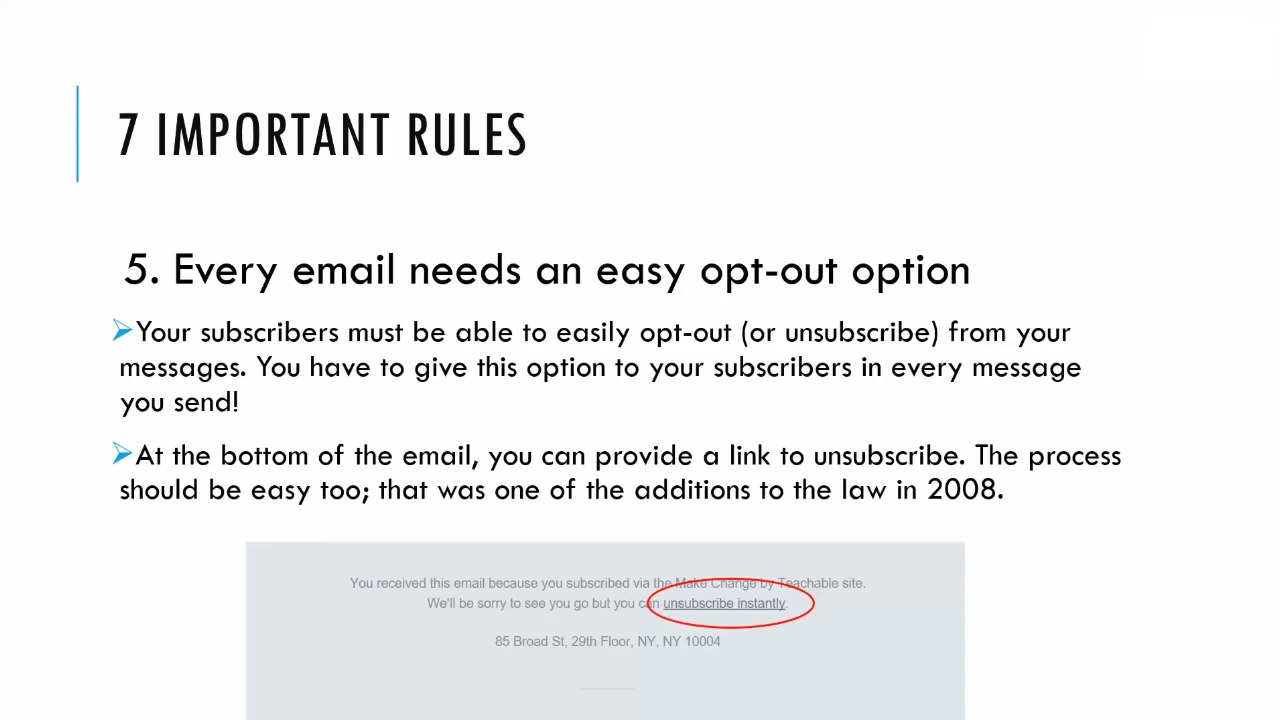 7 IMPORTANT RULES
5. Every email needs an easy opt-out option
Your subscribers must be able to easily opt-out (or unsubscribe) from your
messages. You have to give this option to your subscribers in every message
you send!
At the bottom of the email, you can provide a link to unsubscribe. The process
should be easy too; that was one of the additions to the law in 2008.
You received this email because you subscribed via the Make Change by Teachable site.
We'll be sorry to see you go but you can unsubscribe instantly.
85 Broad St, 29th Floor, NY, NY 10004